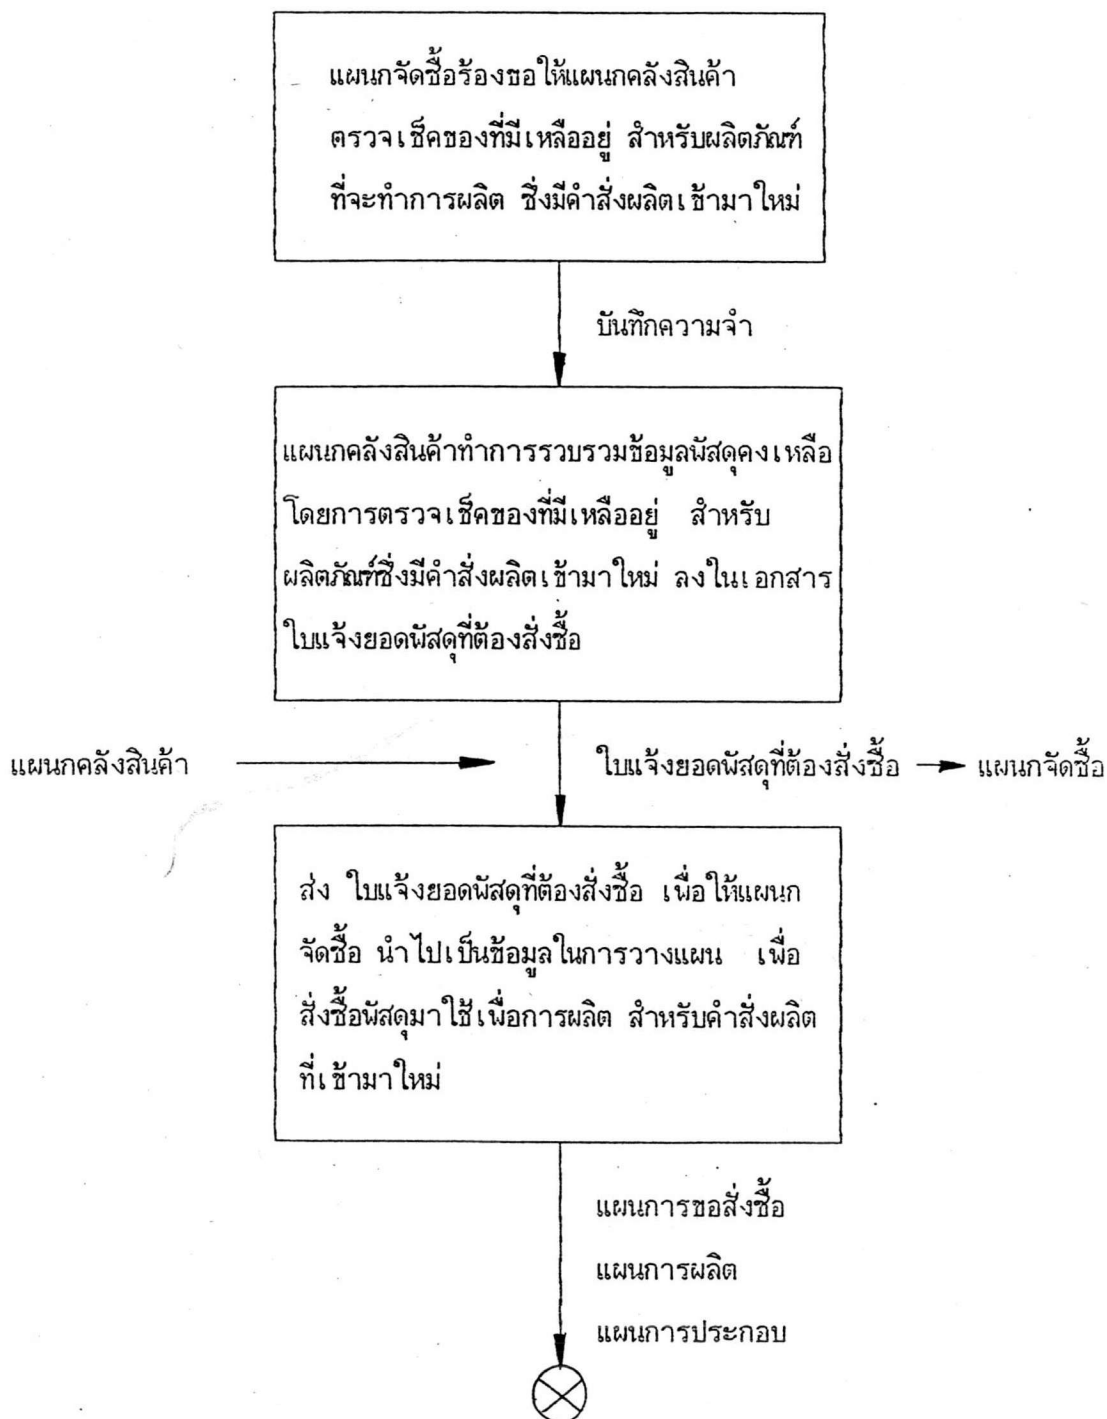 แผนกจัดซื้อร้องขอให้แผนกคลังสินค้า
ตรวจเช็คของที่มีเหลืออยู่ สำหรับผลิตภัณฑ์
ที่จะทำการผลิต ซึ่งมีคำสั่งผลิตเข้ามาใหม่
บันทึกความจำ
แผนกคลังสินค้าทำการรวบรวมข้อมูลพัสดุคงเหลือ
โดยการตรวจเช็คของที่มีเหลืออยู่ สำหรับ
ผลิตภัณฑ์ซึ่งมีคำสั่งผลิตเข้ามาใหม่ ลงในเอกสาร
ใบแจ้งยอดพัสดุที่ต้องสั่งซื้อ
แผนกคลังสินค้า ใบแจ้งยอดพัสดุที่ต้องสั่งซื้อ แผนกจัดซื้อ
ส่ง ใบแจ้งยอดพัสดุที่ต้องสั่งซื้อ เพื่อให้แผนก
จัดซื้อ นำไปเป็นข้อมูลในการวางแผน เพื่อ
สั่งซื้อพัสดุมาใช้เพื่อการผลิต สำหรับคำสั่งผลิต
ที่เข้ามาใหม่
แผนการขอสั่งซื้อ
แผนการผลิต
แผนการประกอบ